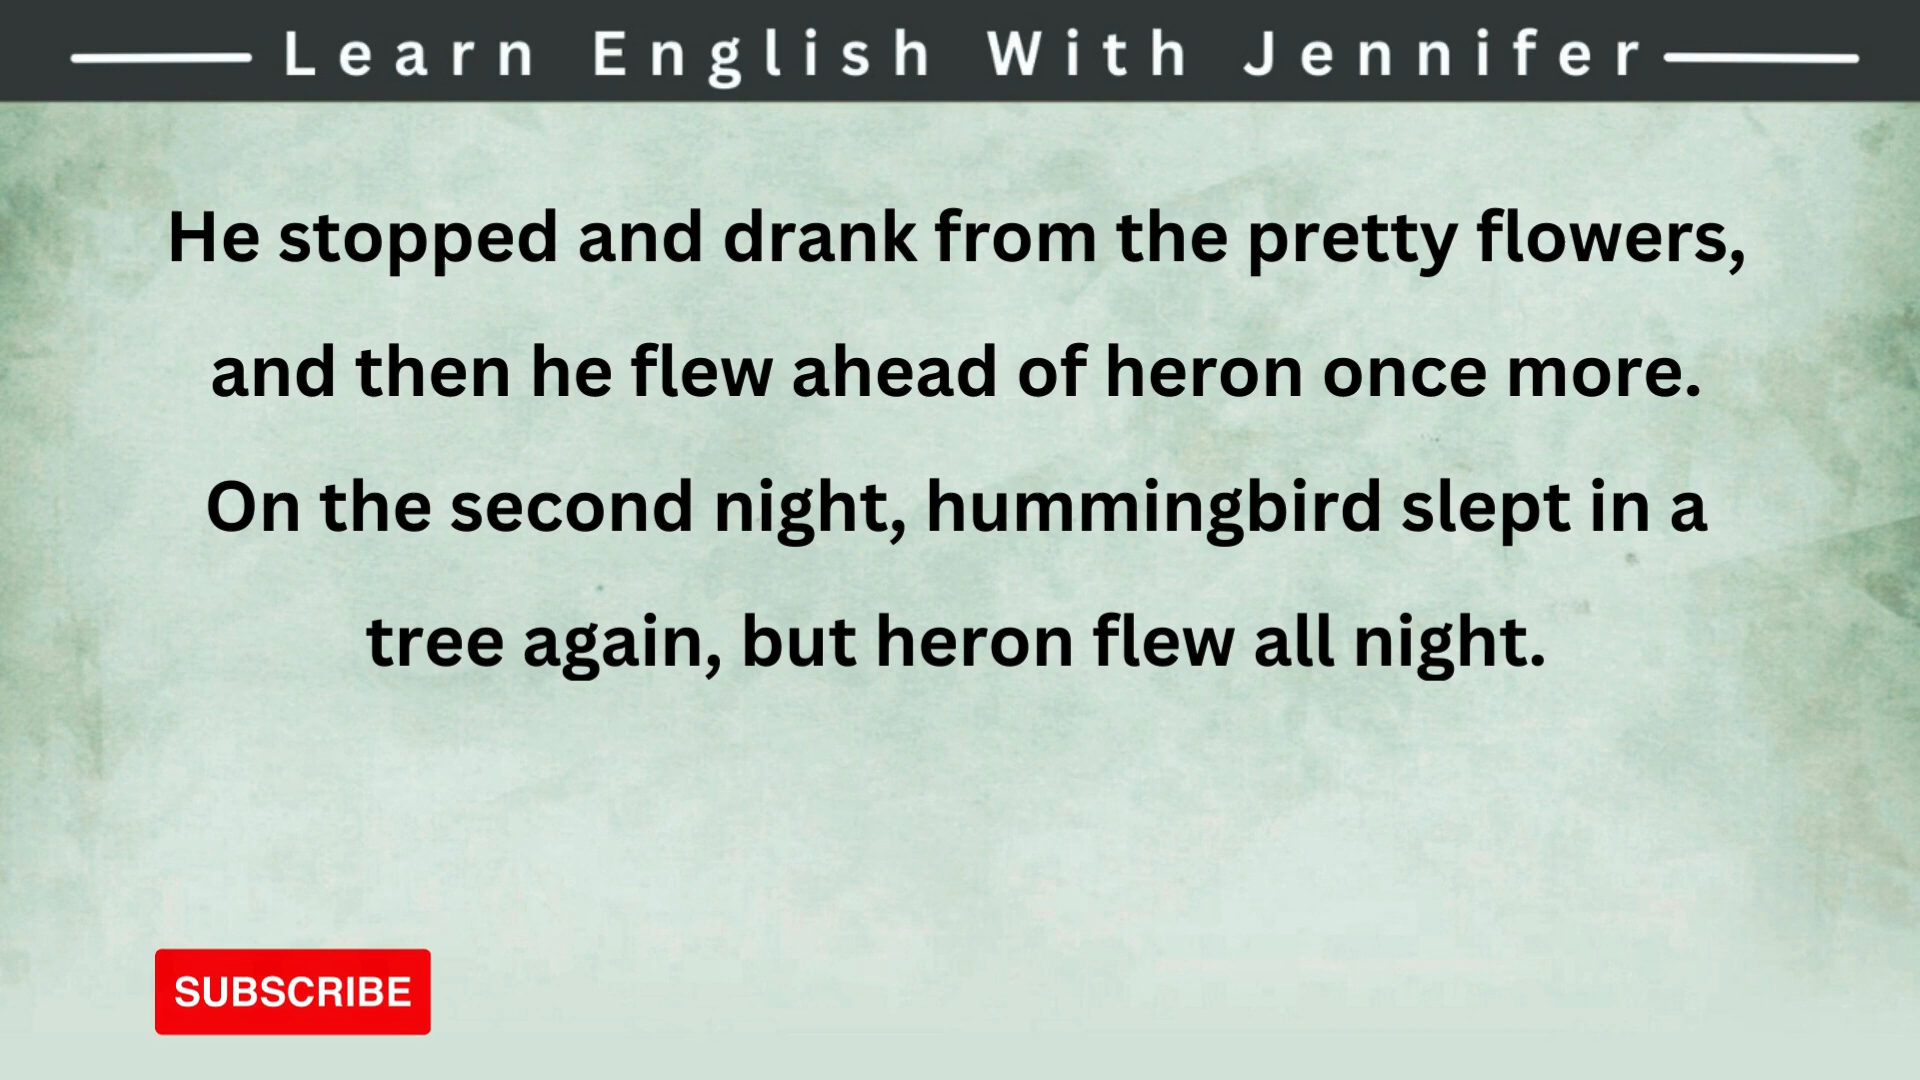 Learn English With Jennifer
He stopped and drank from the pretty flowers,
and then he flew ahead of heron once more.
On the second night, hummingbird slept in a
tree again, but heron flew all night.
SUBSCRIBE